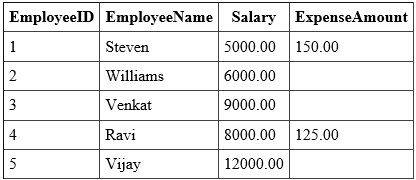 EmployeeID EmployeeName Salary ExpenseAmount
1 Steven 5000.00 150.00
2 Williams 6000.00
3 Venkat 9000.00
4 Ravi 8000.00 125.00
5 Vijay 12000.00